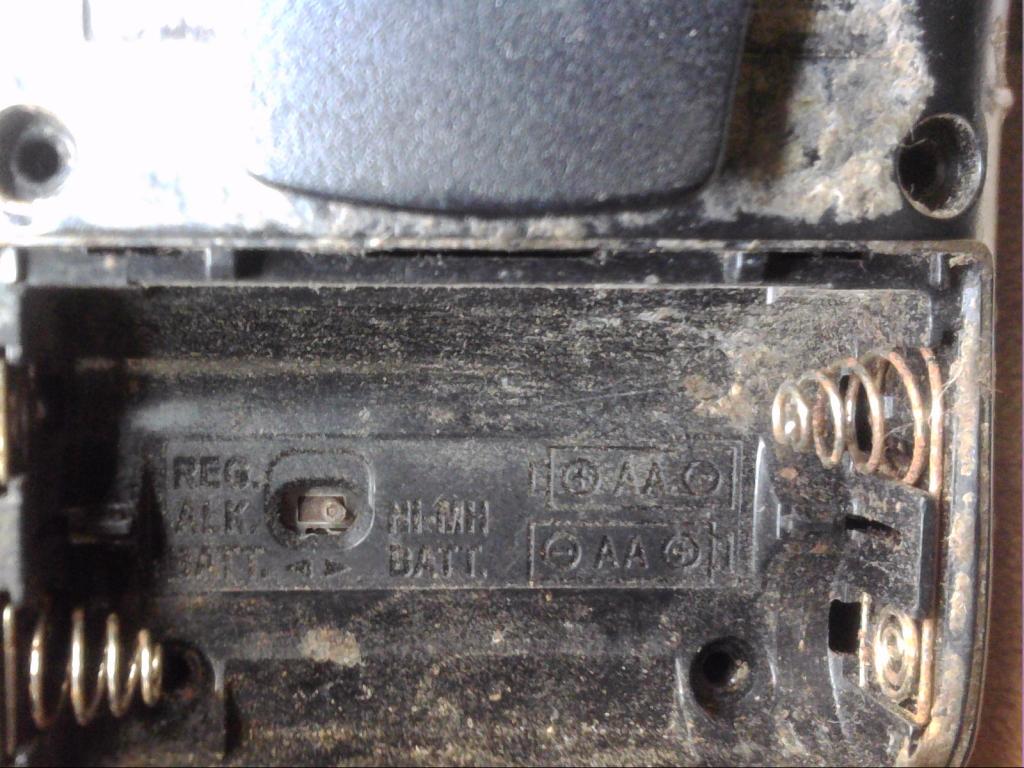 REG.
ALK.
BATT.
NI-MH
BATT.
+ AA -
- AA +